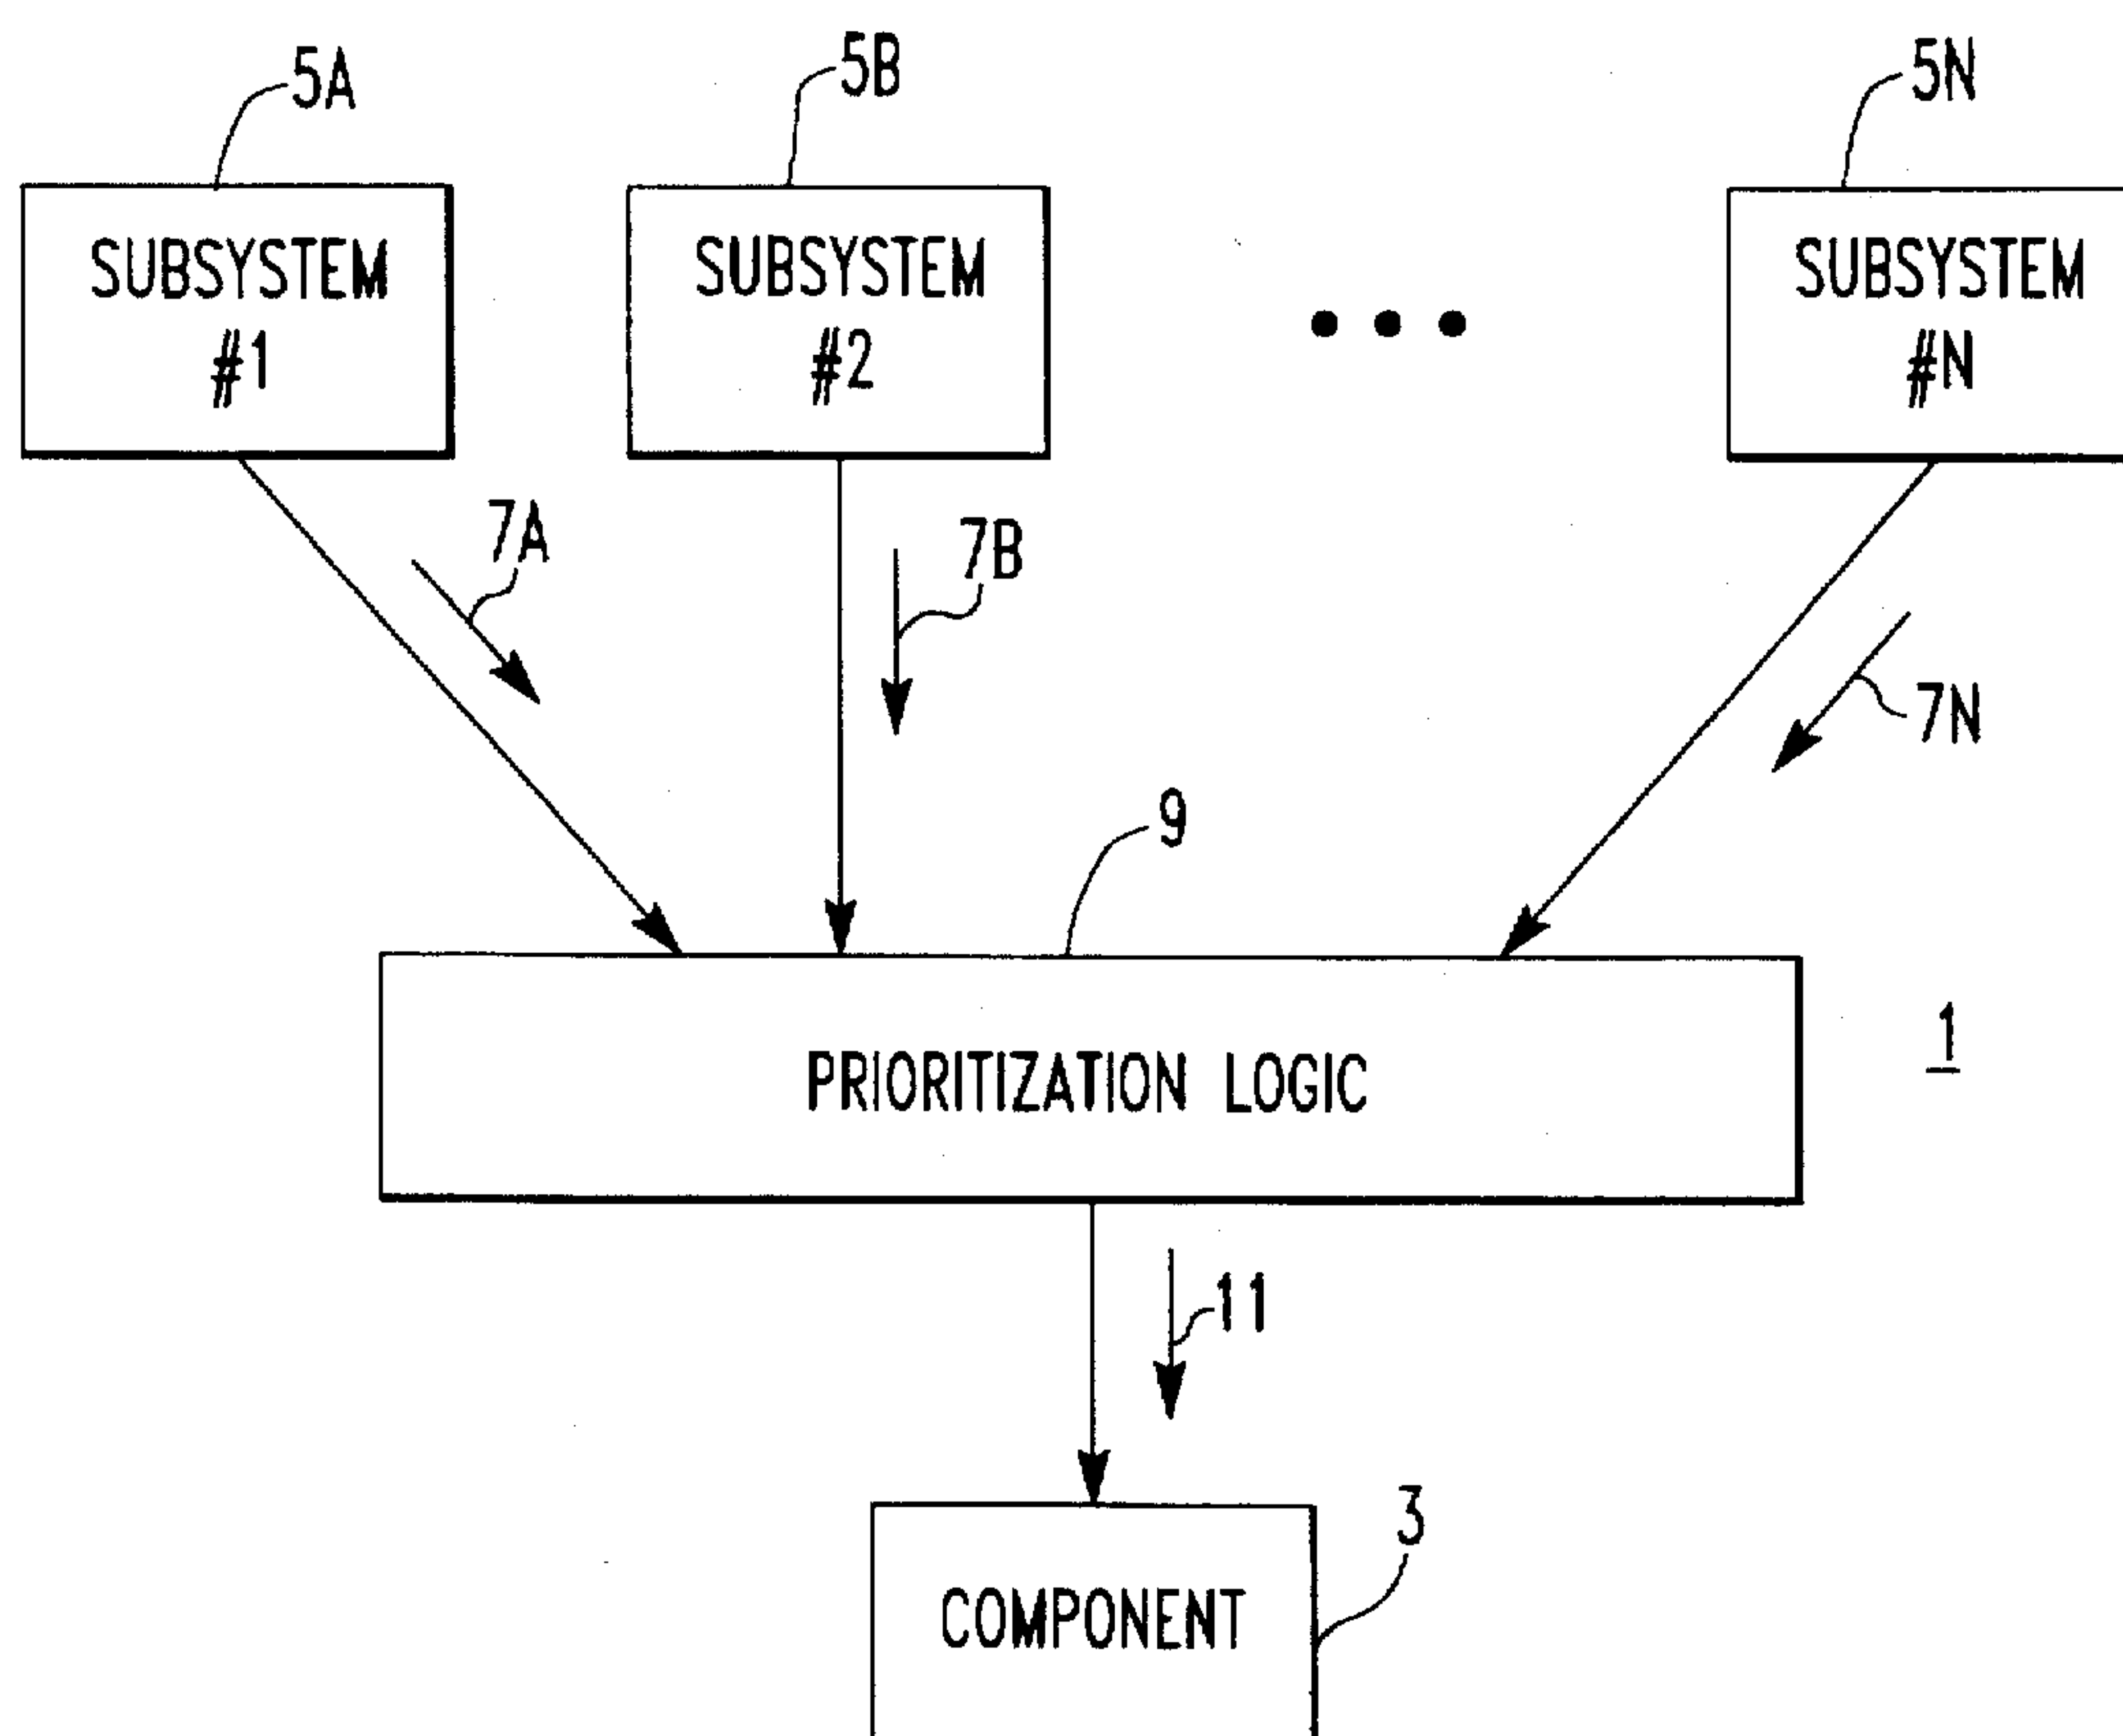 5A
5B
5N
SUBSYSTEM
#1
SUBSYSTEM
#2
SUBSYSTEM
#N
7A
7B
7N
9
PRIORITIZATION LOGIC
1
11
3
COMPONENT